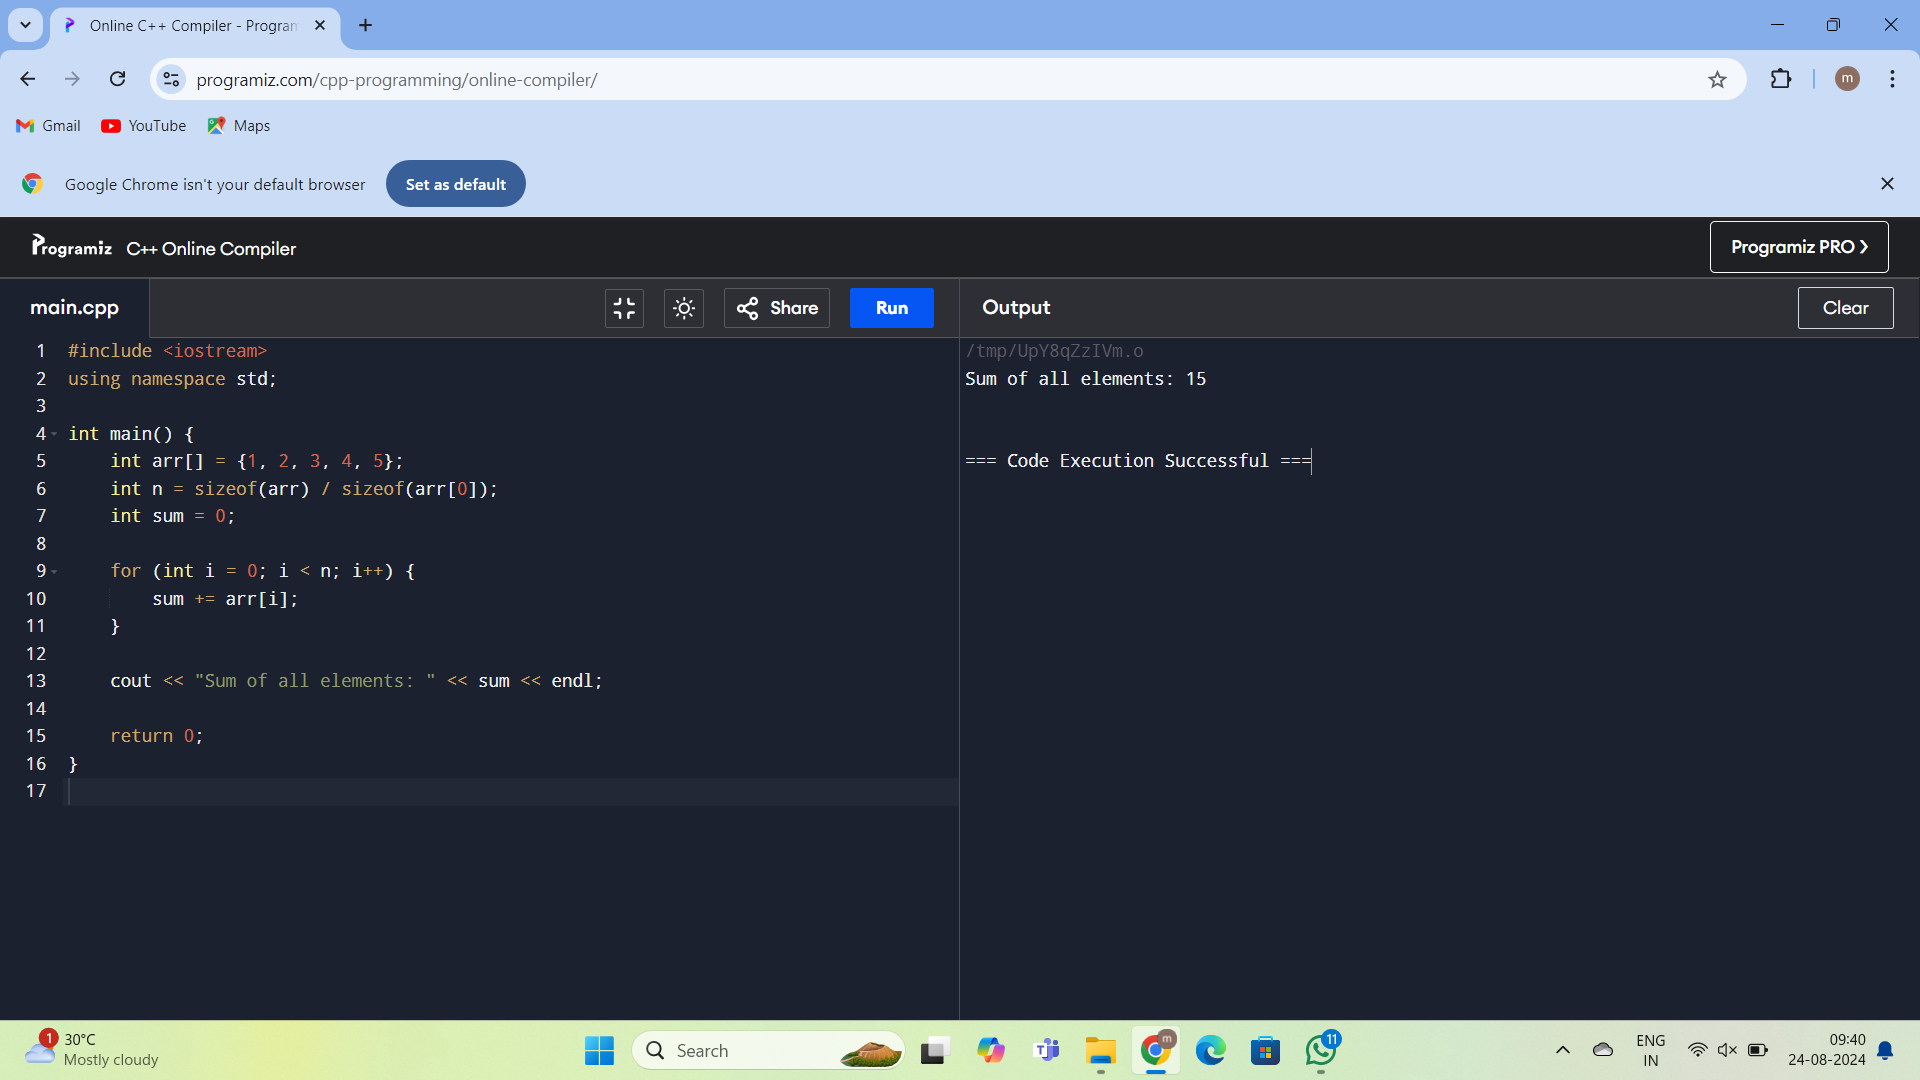 Online C++ Compiler - Program
programiz.com/cpp-programming/online-compiler/
m
Gmail
YouTube
Maps
Google Chrome isn't your default browser
Set as default
Programiz
C++ Online Compiler
Programiz PRO
main.cpp
Share
Run
Output
Clear
1 #include <iostream>
2 using namespace std;
3
4 int main() {
5     int arr[] = {1, 2, 3, 4, 5};
6     int n = sizeof(arr) / sizeof(arr[0]);
7     int sum = 0;
8
9     for (int i = 0; i < n; i++) {
10         sum += arr[i];
11     }
12
13     cout << "Sum of all elements: " << sum << endl;
14
15     return 0;
16 }
17
/tmp/UpY8qZzIVm.o
Sum of all elements: 15
=== Code Execution Successful ===
1
30°C
Mostly cloudy
Search
m
11
ENG
IN
09:40
24-08-2024